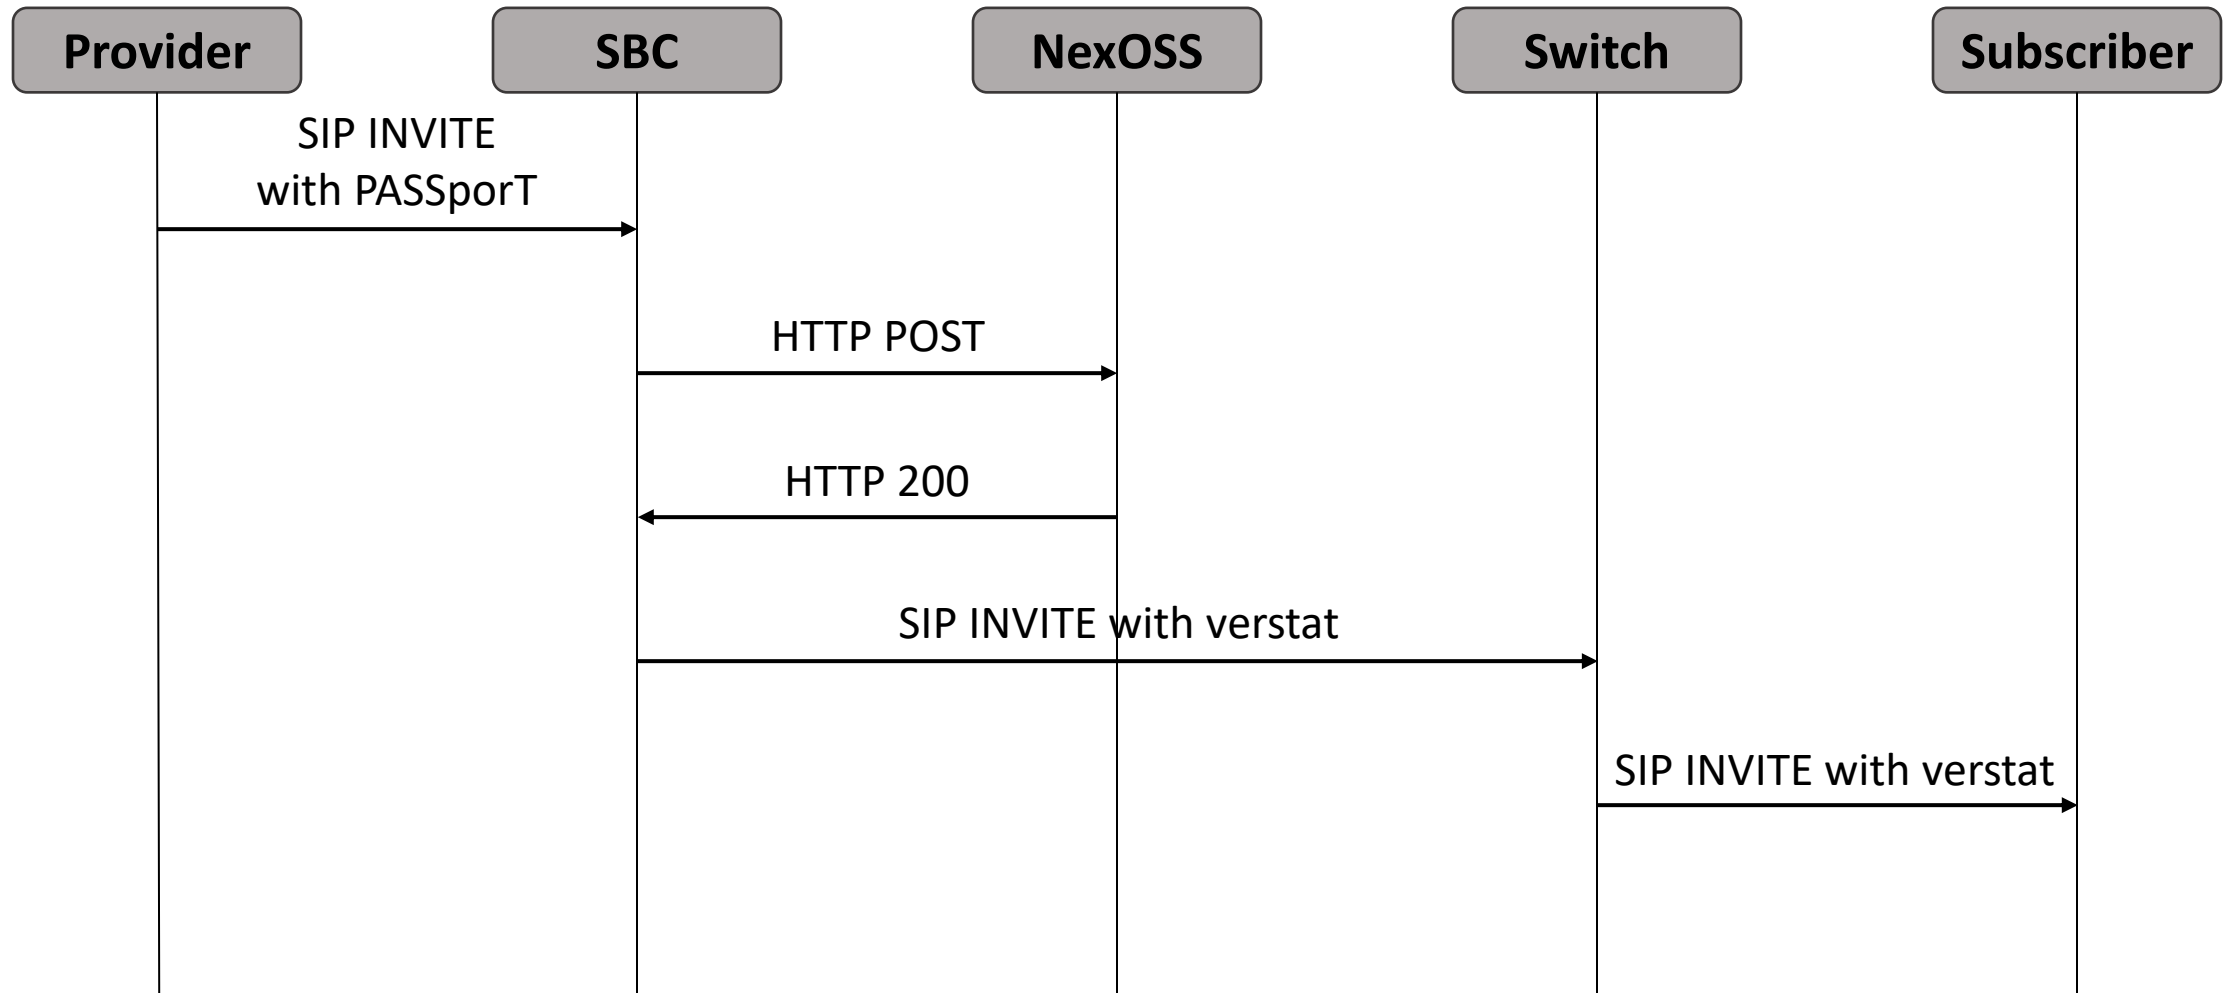 Provider
SBC
NexOSS
Switch
Subscriber
SIP INVITE
with PASSporT
HTTP POST
HTTP 200
SIP INVITE with verstat
SIP INVITE with verstat